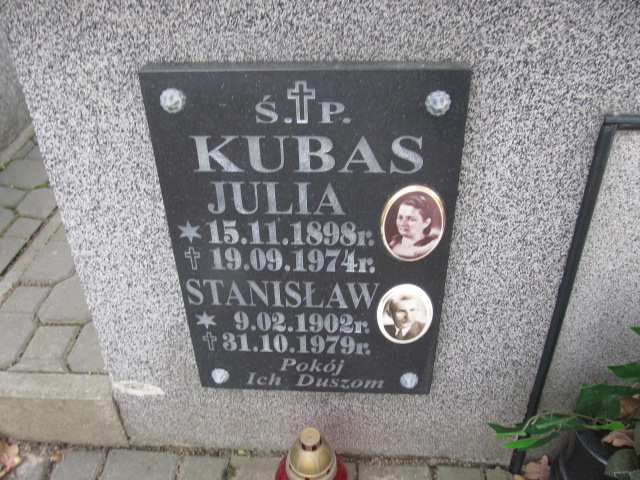 Ś. P.
KUBAS
JULIA
15.11.1898r.
19.09.1974r.
STANISŁAW
9.02.1902r.
31.10.1979r.
Pokój
Ich Duszom